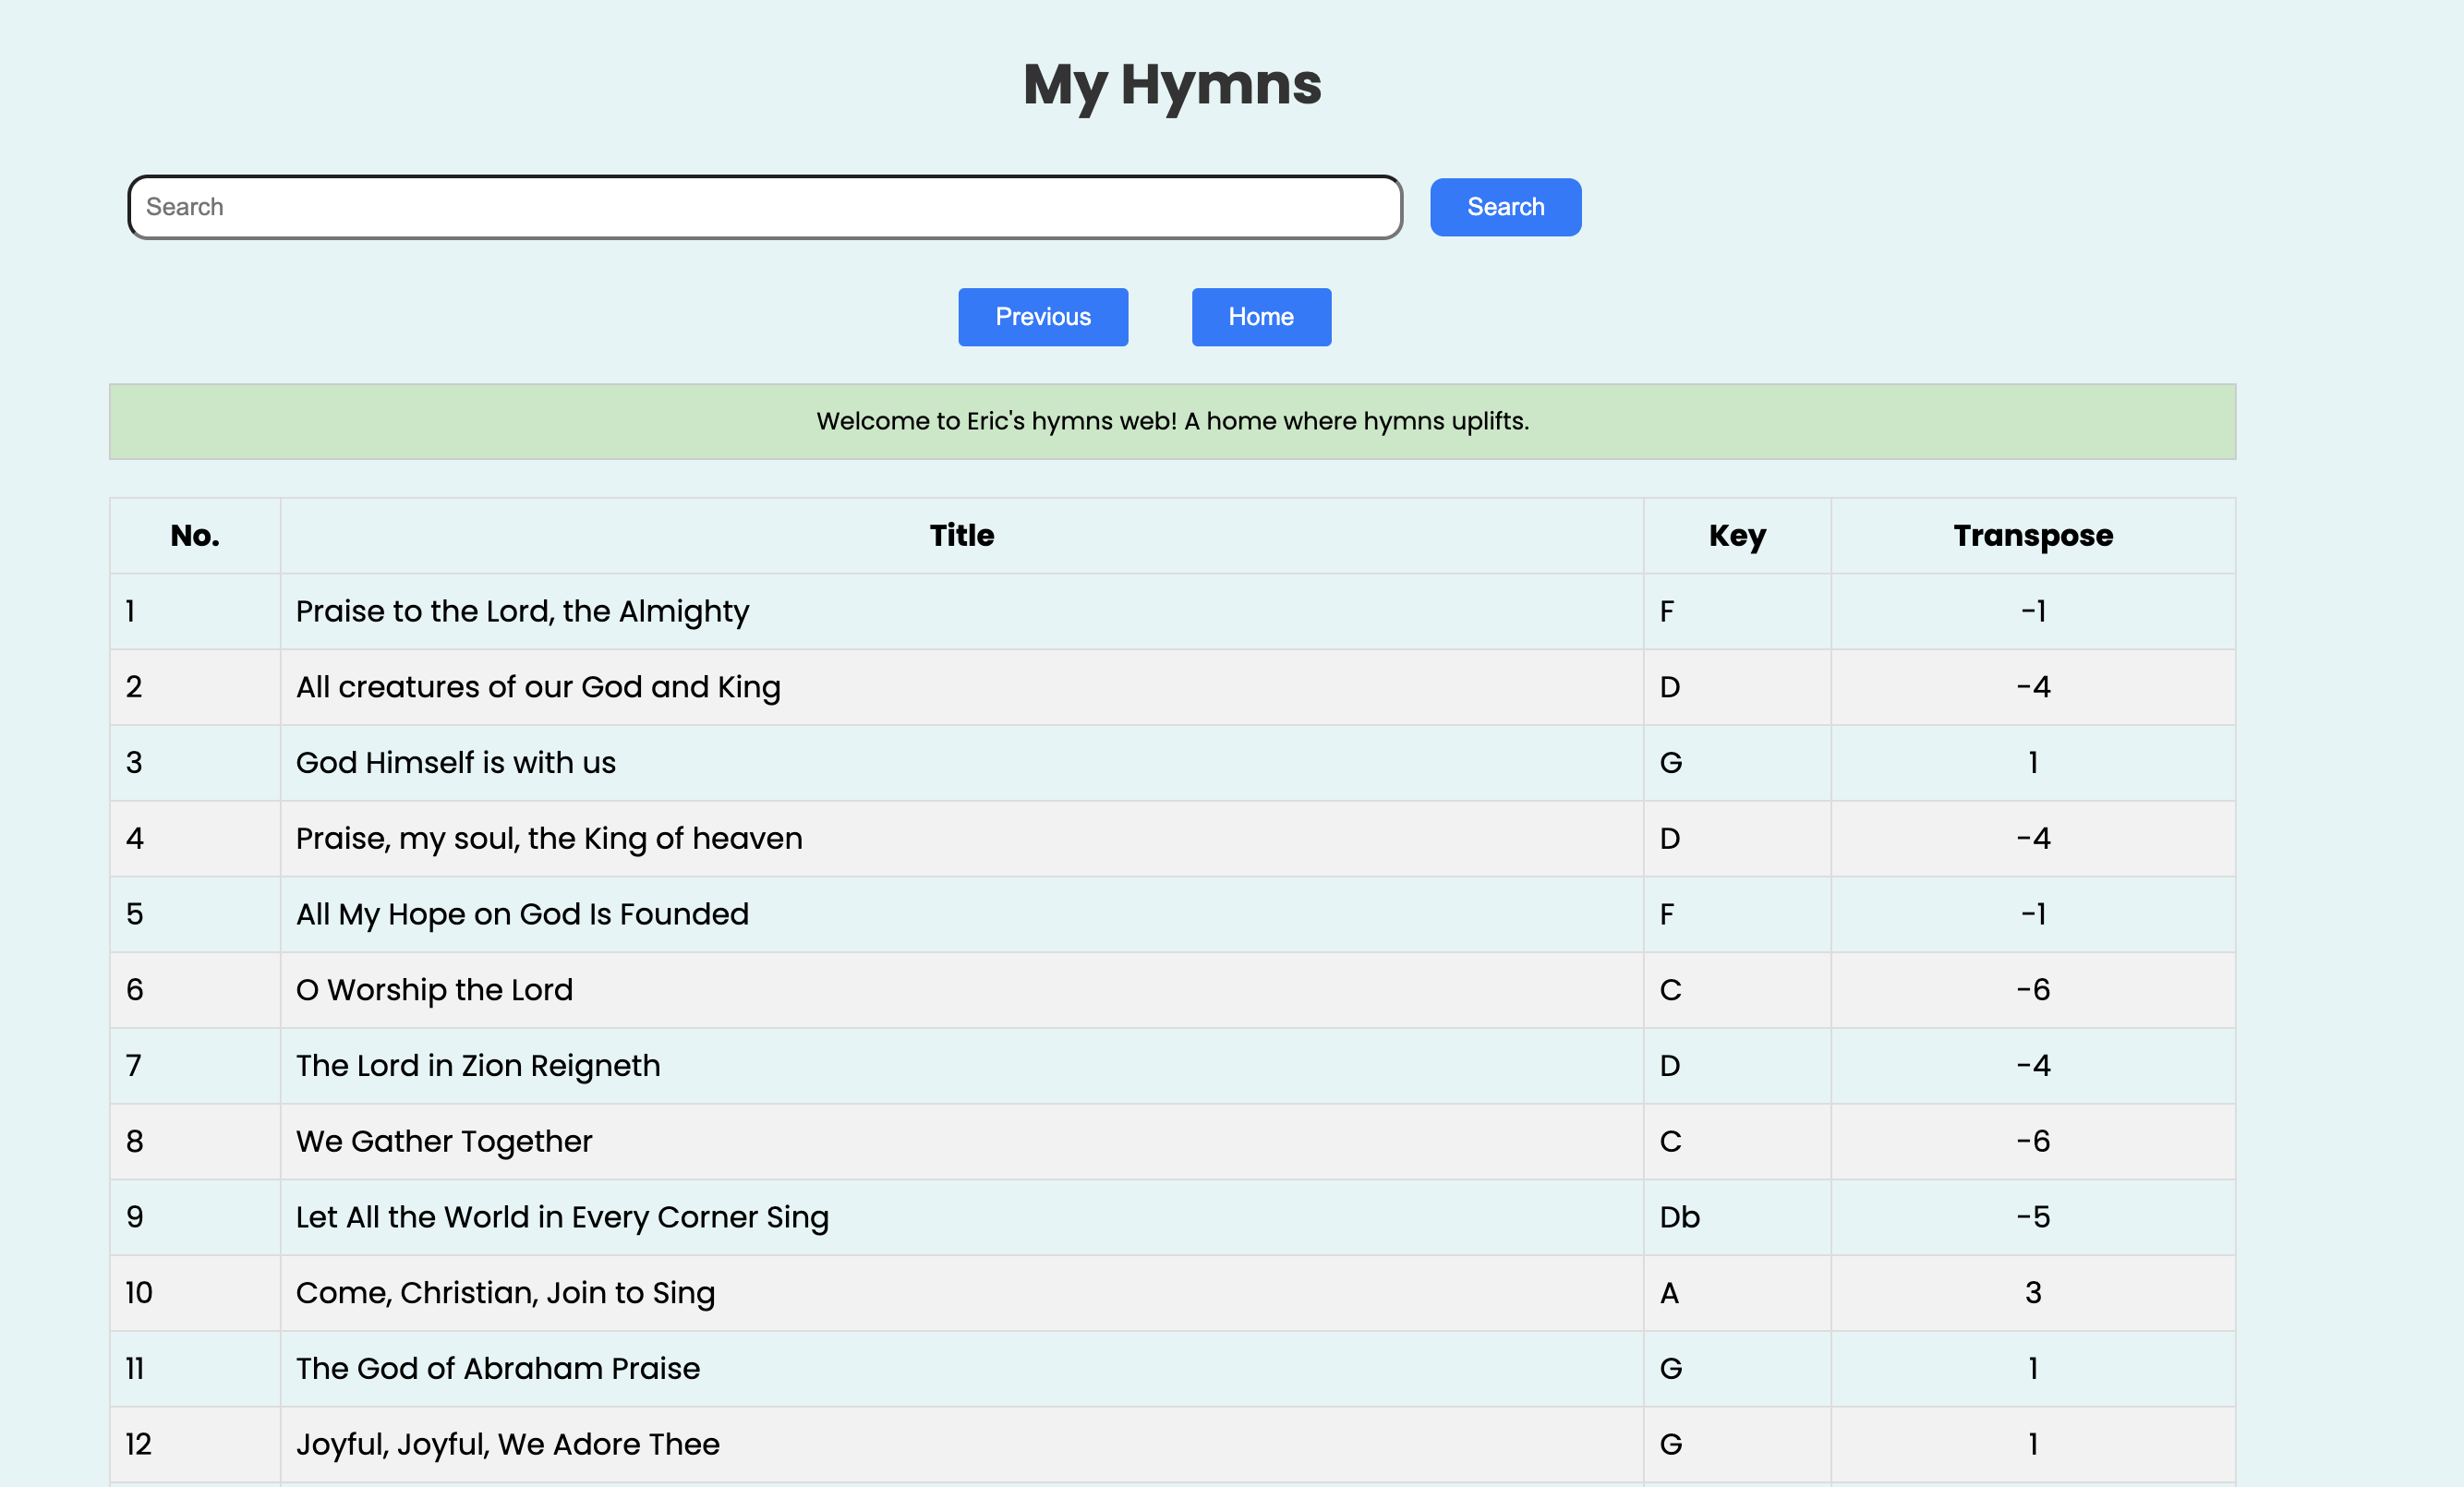 My Hymns
Search Search
Previous Home
Welcome to Eric's hymns web! A home where hymns uplifts.
No. Title Key Transpose
1 Praise to the Lord, the Almighty F -1
2 All creatures of our God and King D -4
3 God Himself is with us G 1
4 Praise, my soul, the King of heaven D -4
5 All My Hope on God Is Founded F -1
6 O Worship the Lord C -6
7 The Lord in Zion Reigneth D -4
8 We Gather Together C -6
9 Let All the World in Every Corner Sing Db -5
10 Come, Christian, Join to Sing A 3
11 The God of Abraham Praise G 1
12 Joyful, Joyful, We Adore Thee G 1